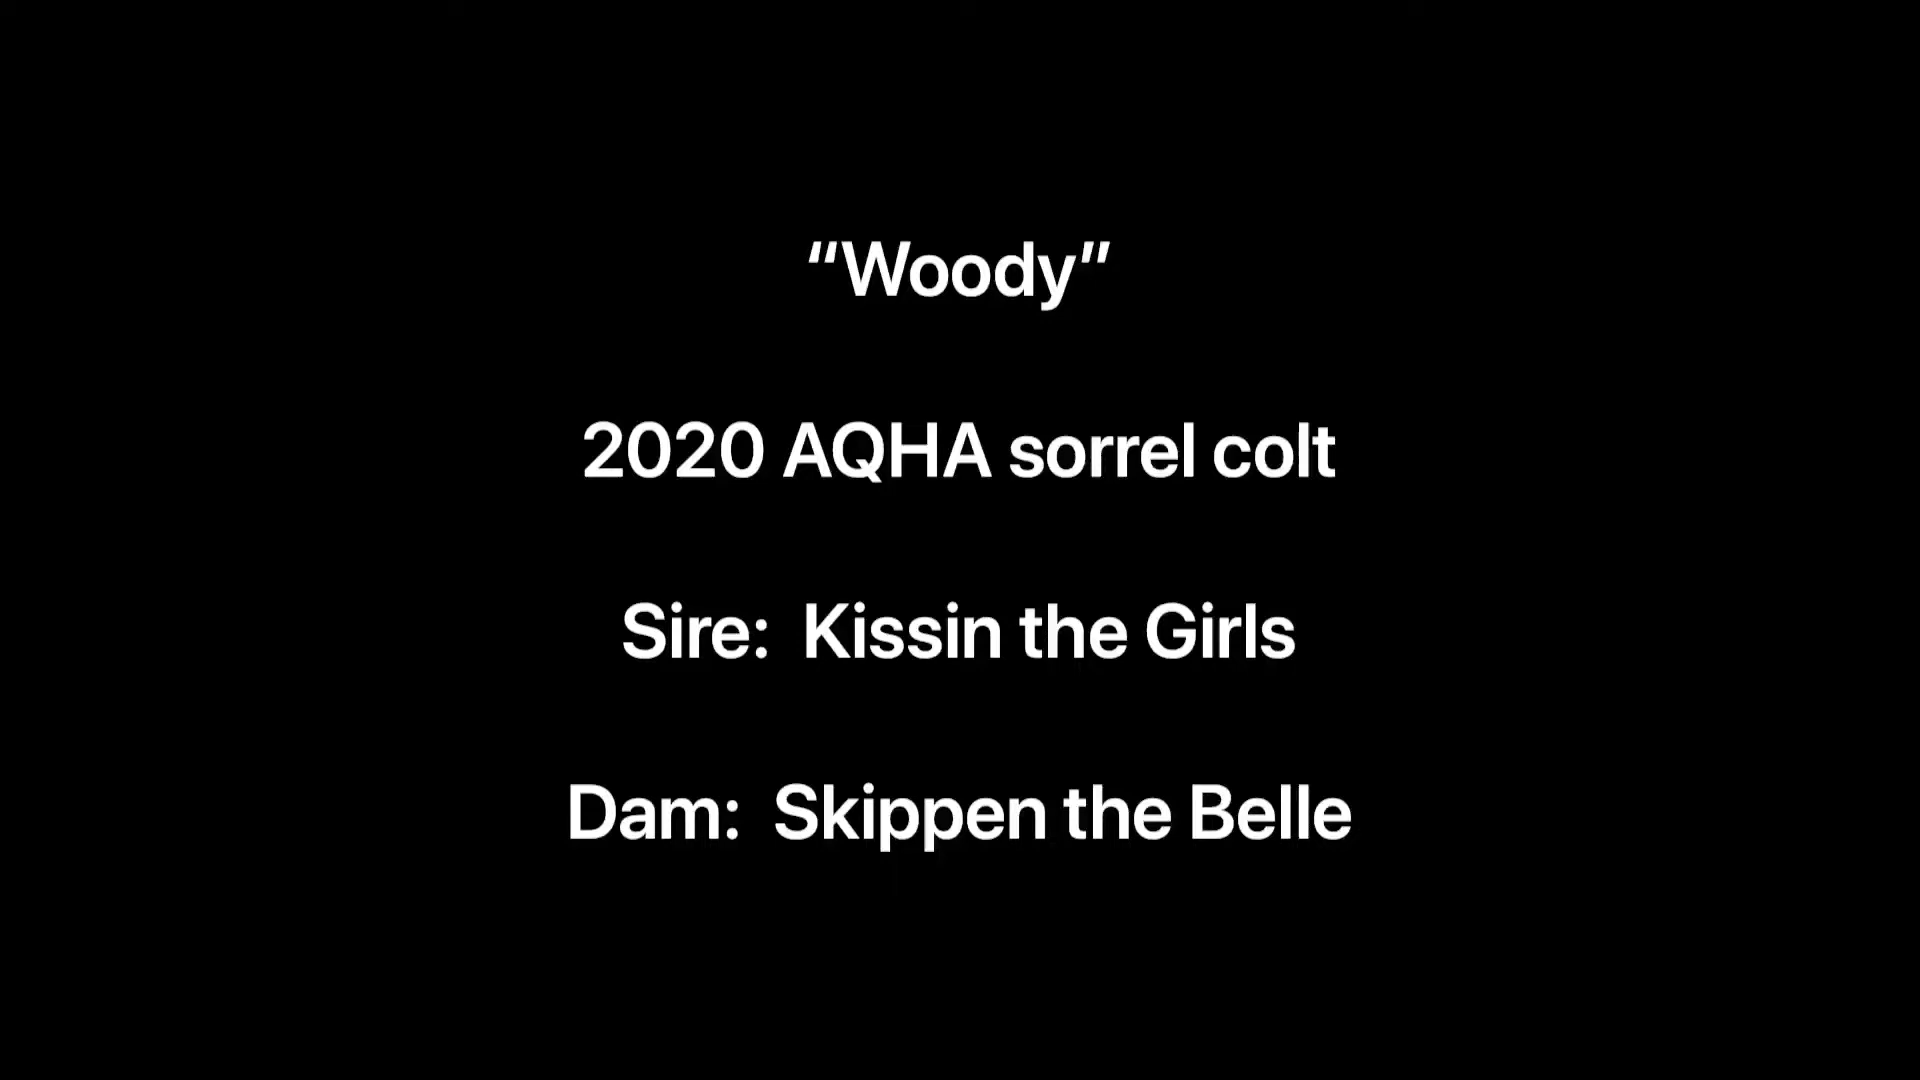 “Woody”
2020 AQHA sorrel colt
Sire:  Kissin the Girls
Dam:  Skippen the Belle